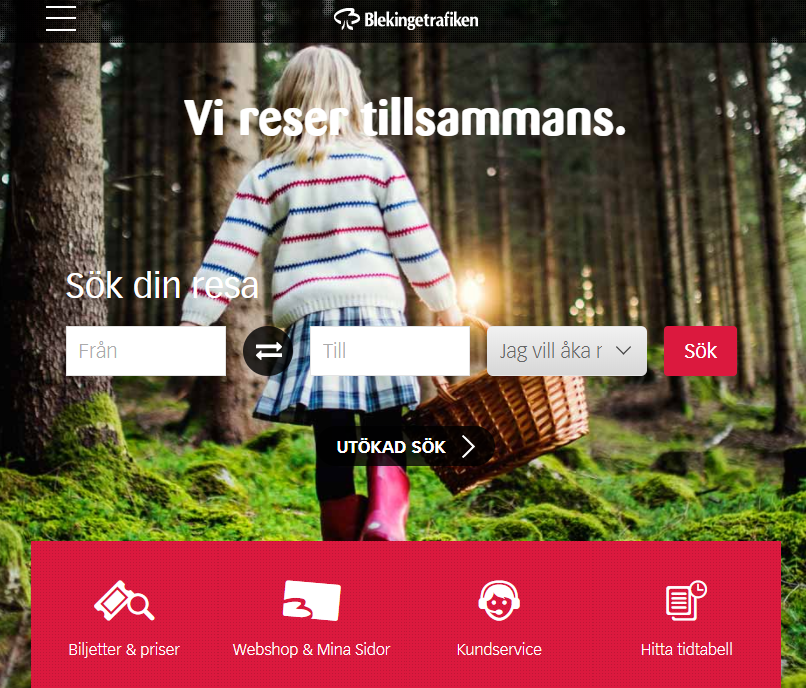 Blekingetrafiken
Vi reser tillsammans.
Sök din resa
Från
Till
Jag vill åka r
Sök
UTÖKAD SÖK
Biljetter & priser
Webshop & Mina Sidor
Kundservice
Hitta tidtabell